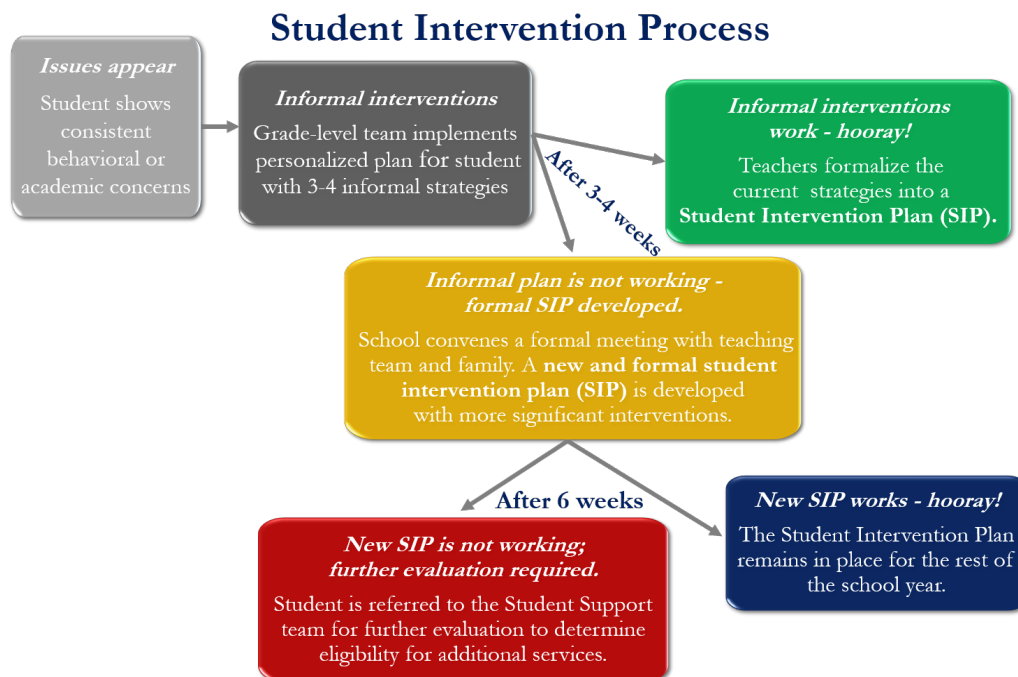 Student Intervention Process
Issues appear
Student shows
consistent
behavioral or
academic concerns
Informal interventions
Grade-level team implements
personalized plan for student
with 3-4 informal strategies
After 3-4 weeks
Informal interventions
work - hooray!
Teachers formalize the
current strategies into a
Student Intervention Plan (SIP).
Informal plan is not working -
formal SIP developed.
School convenes a formal meeting with teaching
team and family. A new and formal student
intervention plan (SIP) is developed
with more significant interventions.
After 6 weeks
New SIP is not working;
further evaluation required.
Student is referred to the Student Support
team for further evaluation to determine
eligibility for additional services.
New SIP works - hooray!
The Student Intervention Plan
remains in place for the rest of
the school year.